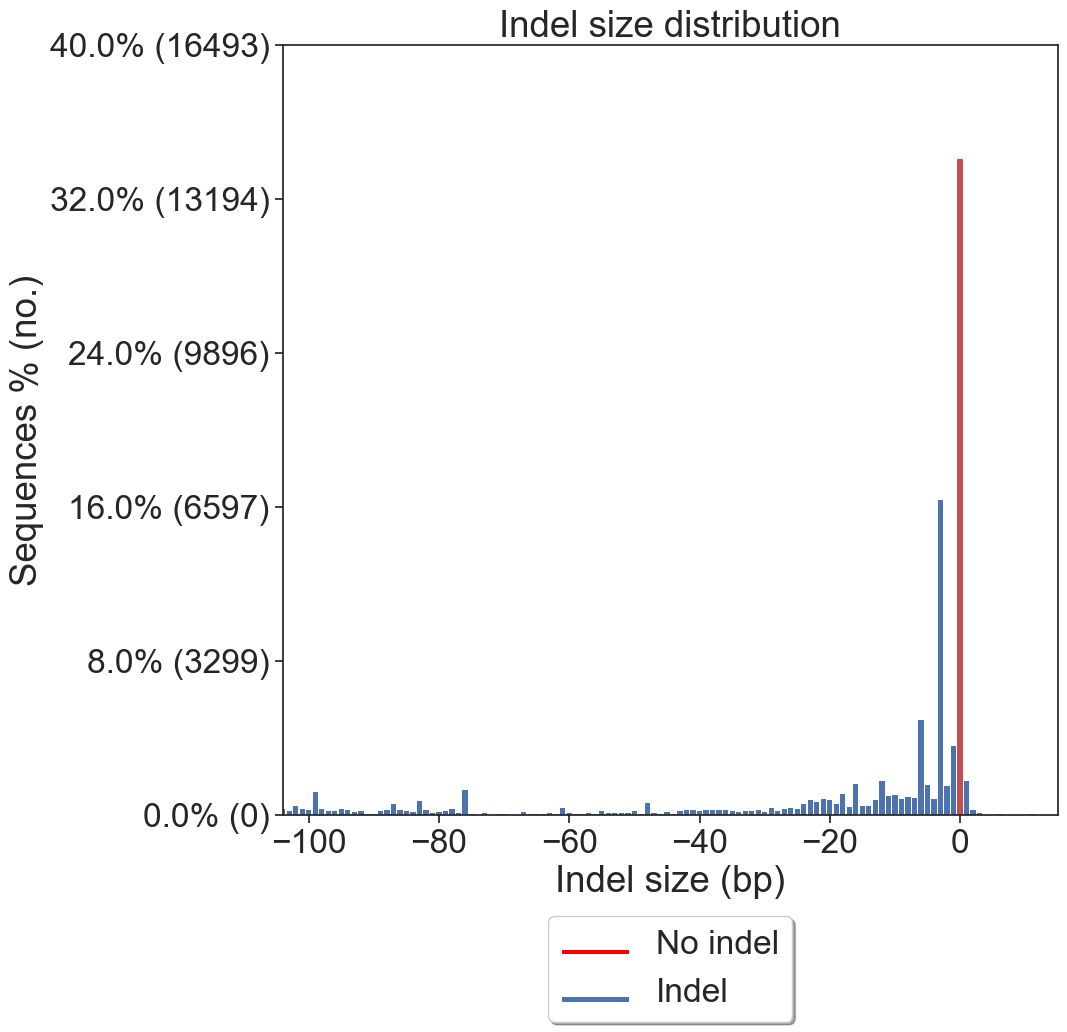 Indel size distribution
40.0% (16493)
32.0% (13194)
24.0% (9896)
16.0% (6597)
8.0% (3299)
0.0% (0)
Sequences % (no.)
−100 −80 −60 −40 −20 0
Indel size (bp)
No indel
Indel